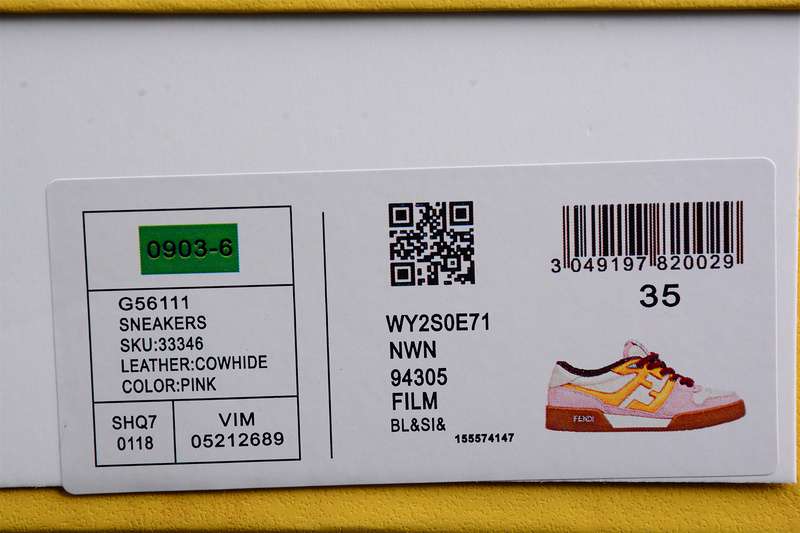 0903-6
G56111
SNEAKERS
SKU:33346
LEATHER:COWHIDE
COLOR:PINK
SHQ7
0118
VIM
05212689
WY2S0E71
NWN
94305
FILM
BL&SI&
155574147
3 049197 820029
35
FENDI